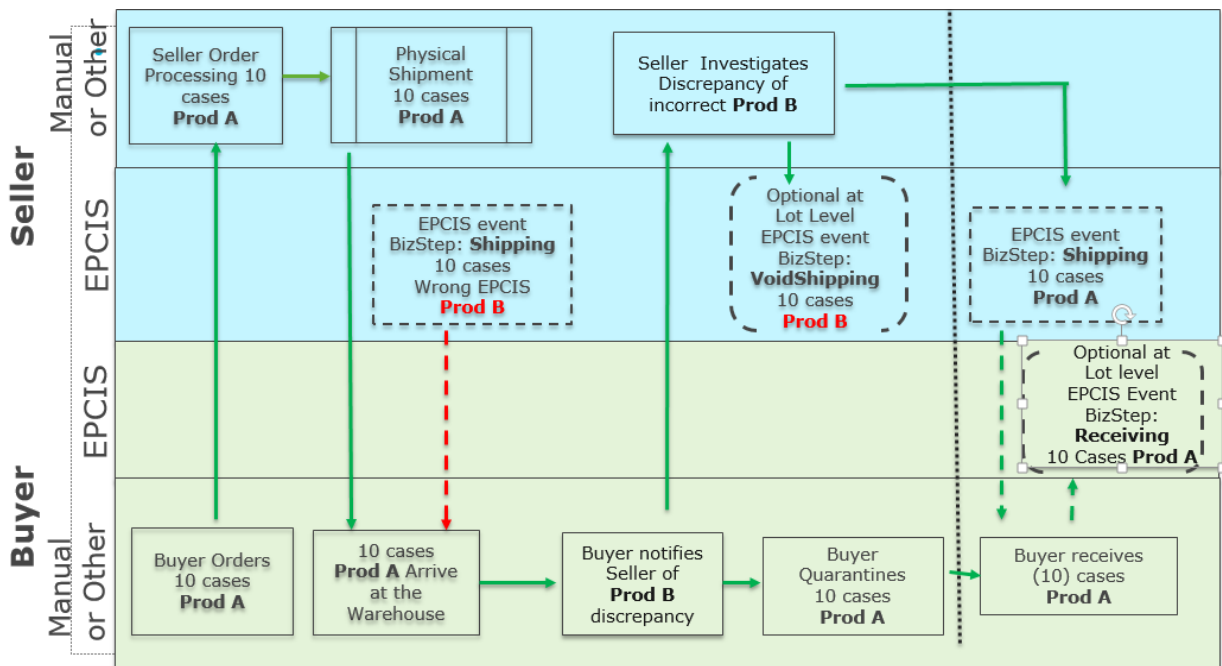 Seller
Manual
or Other
Seller Order
Processing 10
cases
Prod A
Physical
Shipment
10 cases
Prod A
Seller Investigates
Discrepancy of
incorrect Prod B
EPCIS
EPCIS event
BizStep: Shipping
10 cases
Wrong EPCIS
Prod B
Optional at
Lot Level
EPCIS event
BizStep:
VoidShipping
10 cases
Prod B
EPCIS event
BizStep: Shipping
10 cases
Prod A
Buyer
EPCIS
Optional at
Lot level
EPCIS Event
BizStep:
Receiving
10 Cases Prod A
Manual
or Other
Buyer Orders
10 cases
Prod A
10 cases
Prod A Arrive
at the
Warehouse
Buyer notifies
Seller of
Prod B
discrepancy
Buyer
Quarantines
10 cases
Prod A
Buyer receives
(10) cases
Prod A